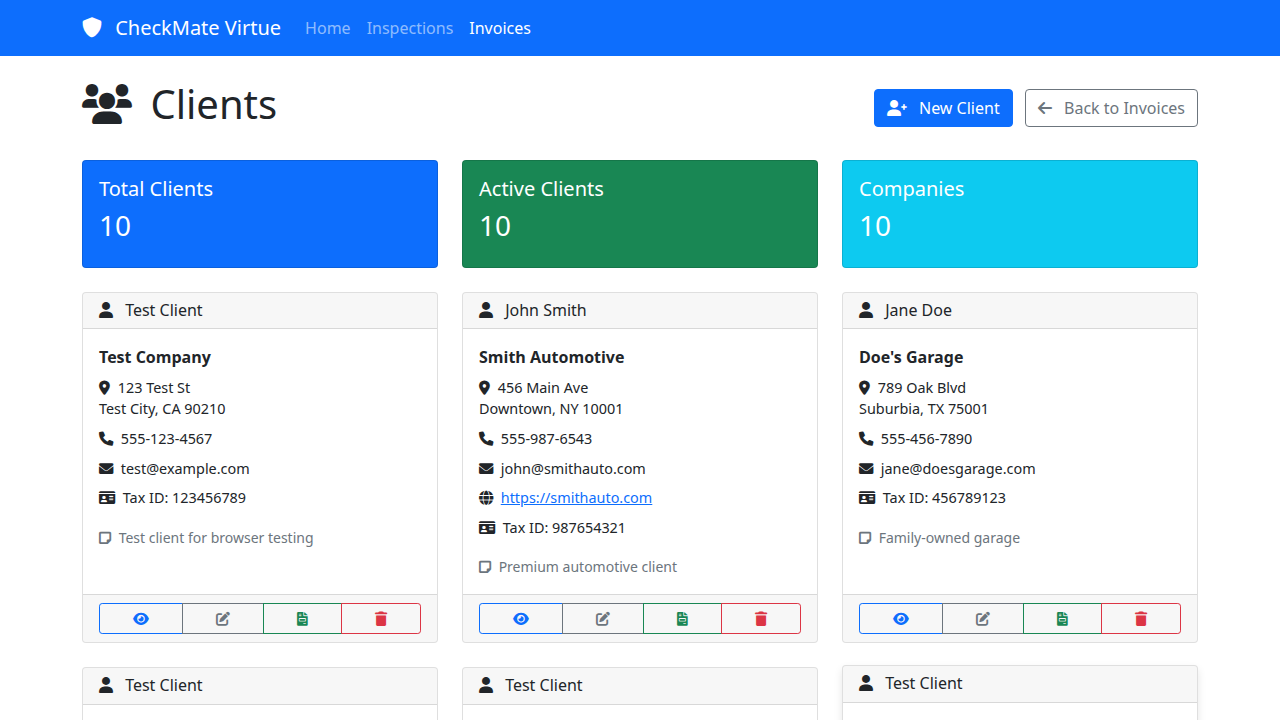 CheckMate Virtue Home Inspections Invoices
Clients
New Client
Back to Invoices
Total Clients
10
Active Clients
10
Companies
10
Test Client
Test Company
123 Test St
Test City, CA 90210
555-123-4567
test@example.com
Tax ID: 123456789
Test client for browser testing
John Smith
Smith Automotive
456 Main Ave
Downtown, NY 10001
555-987-6543
john@smithauto.com
https://smithauto.com
Tax ID: 987654321
Premium automotive client
Jane Doe
Doe's Garage
789 Oak Blvd
Suburbia, TX 75001
555-456-7890
jane@doesgarage.com
Tax ID: 456789123
Family-owned garage
Test Client
Test Client
Test Client